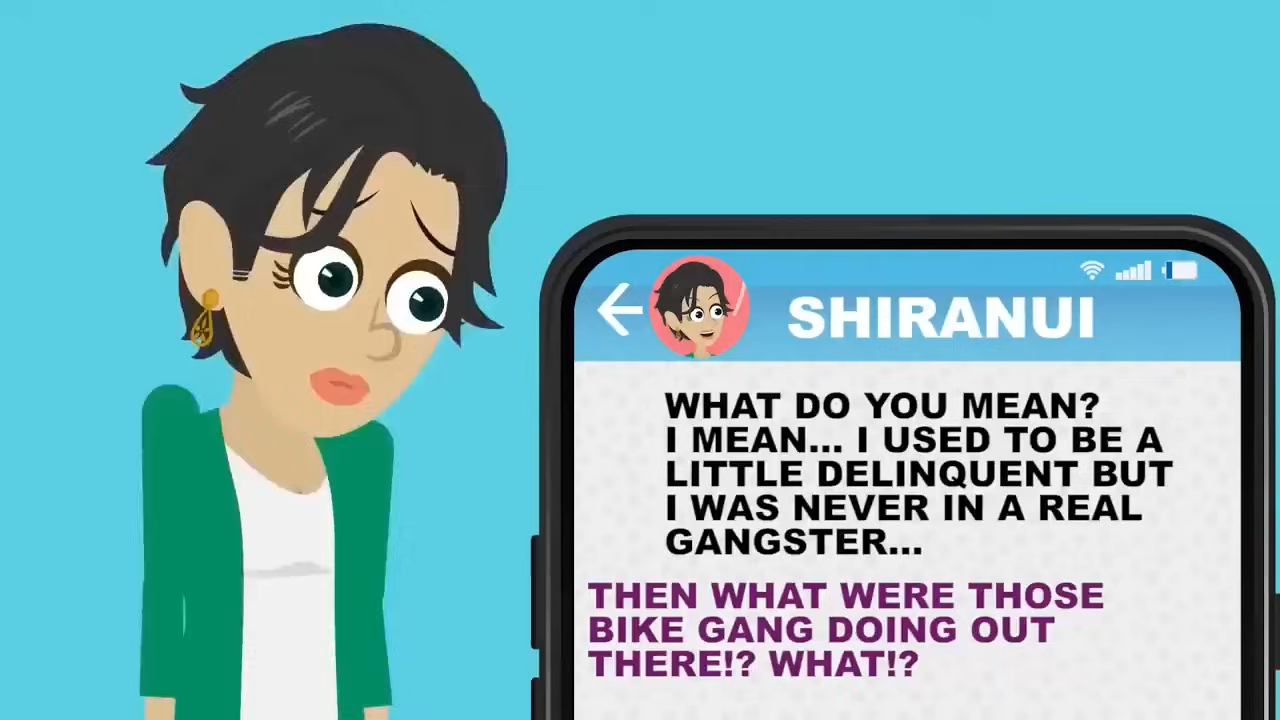 SHIRANUI
WHAT DO YOU MEAN?
I MEAN... I USED TO BE A
LITTLE DELINQUENT BUT
I WAS NEVER IN A REAL
GANGSTER...
THEN WHAT WERE THOSE
BIKE GANG DOING OUT
THERE!? WHAT!?